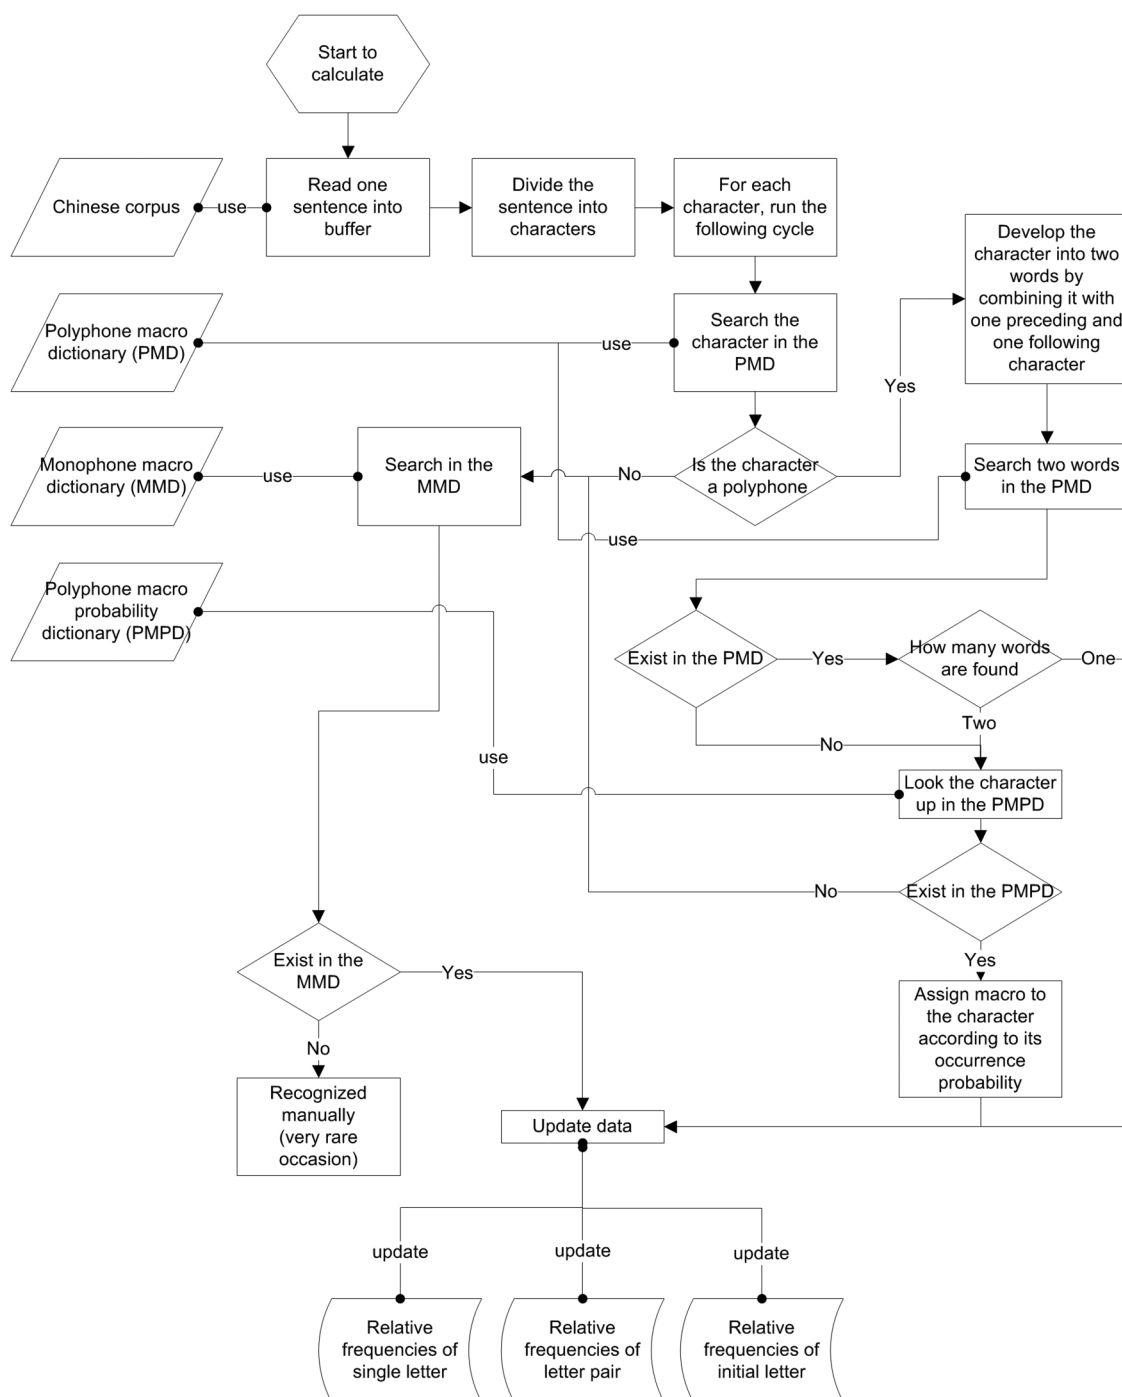 Start to
calculate
Chinese corpus
use
Read one
sentence into
buffer
Divide the
sentence into
characters
For each
character, run the
following cycle
Develop the
character into two
words by
combining it with
one preceding and
one following
character
Polyphone macro
dictionary (PMD)
use
Search the
character in the
PMD
Yes
Monophone macro
dictionary (MMD)
use
Search in the
MMD
No
Is the character
a polyphone
Search two words
in the PMD
use
Polyphone macro
probability
dictionary (PMPD)
Exist in the PMD
Yes
How many words
are found
One
Two
No
use
Look the character
up in the PMPD
No
Exist in the PMPD
Yes
Exist in the
MMD
Yes
Assign macro to
the character
according to its
occurrence
probability
No
Recognized
manually
(very rare
occasion)
Update data
update
update
update
Relative
frequencies of
single letter
Relative
frequencies of
letter pair
Relative
frequencies of
initial letter